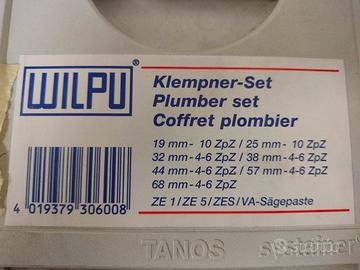 WILPU®
Klempner-Set
Plumber set
Coffret plombier
19 mm - 10 ZpZ / 25 mm - 10 ZpZ
32 mm - 4-6 ZpZ / 38 mm - 4-6 ZpZ
44 mm - 4-6 ZpZ / 57 mm - 4-6 ZpZ
68 mm - 4-6 ZpZ
ZE 1/ZE 5/ZES/VA-Sägepaste
4 019379 306008
TANOS systainer